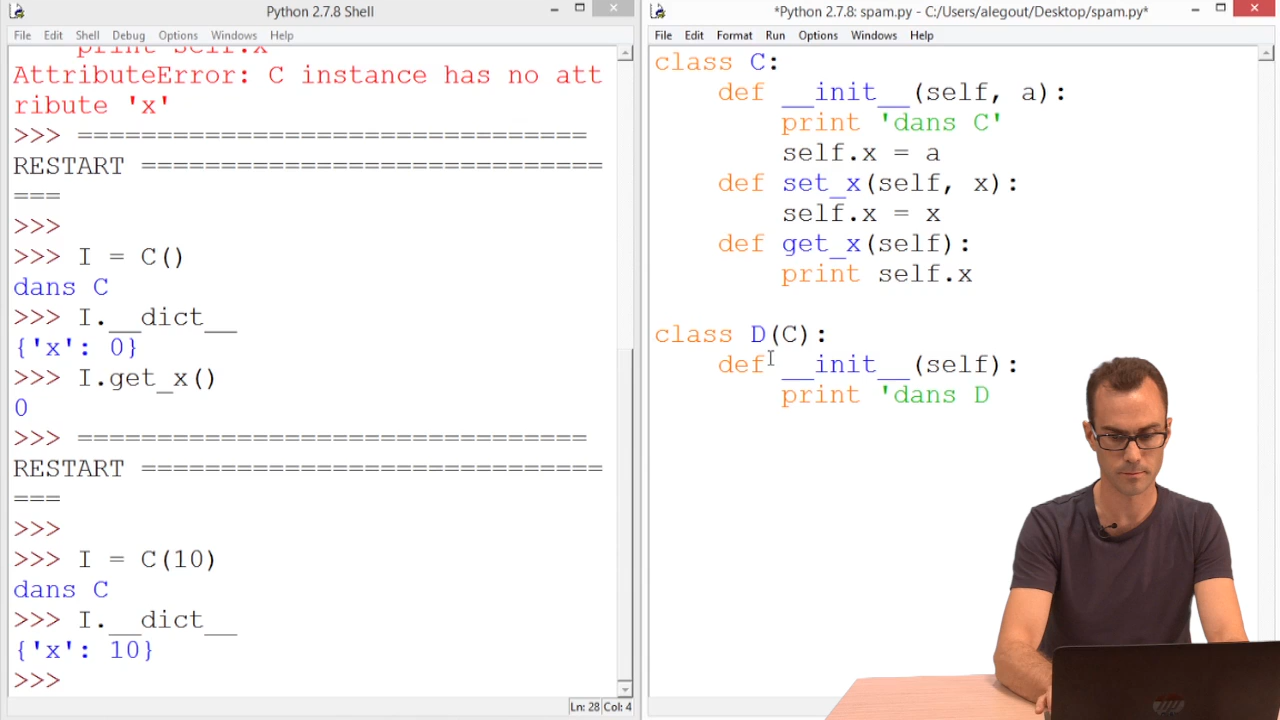 Python 2.7.8 Shell
File Edit Shell Debug Options Windows Help
print self.x
AttributeError: C instance has no att
ribute 'x'
>>> ================================
RESTART =============================
===
>>>
>>> I = C()
dans C
>>> I.__dict__
{'x': 0}
>>> I.get_x()
0
>>> ================================
RESTART =============================
===
>>>
>>> I = C(10)
dans C
>>> I.__dict__
{'x': 10}
>>>
Ln: 28 Col: 4
*Python 2.7.8: spam.py - C:/Users/alegout/Desktop/spam.py*
File Edit Format Run Options Windows Help
class C:
    def __init__(self, a):
        print 'dans C'
        self.x = a
    def set_x(self, x):
        self.x = x
    def get_x(self):
        print self.x
class D(C):
    def __init__(self):
        print 'dans D
hp